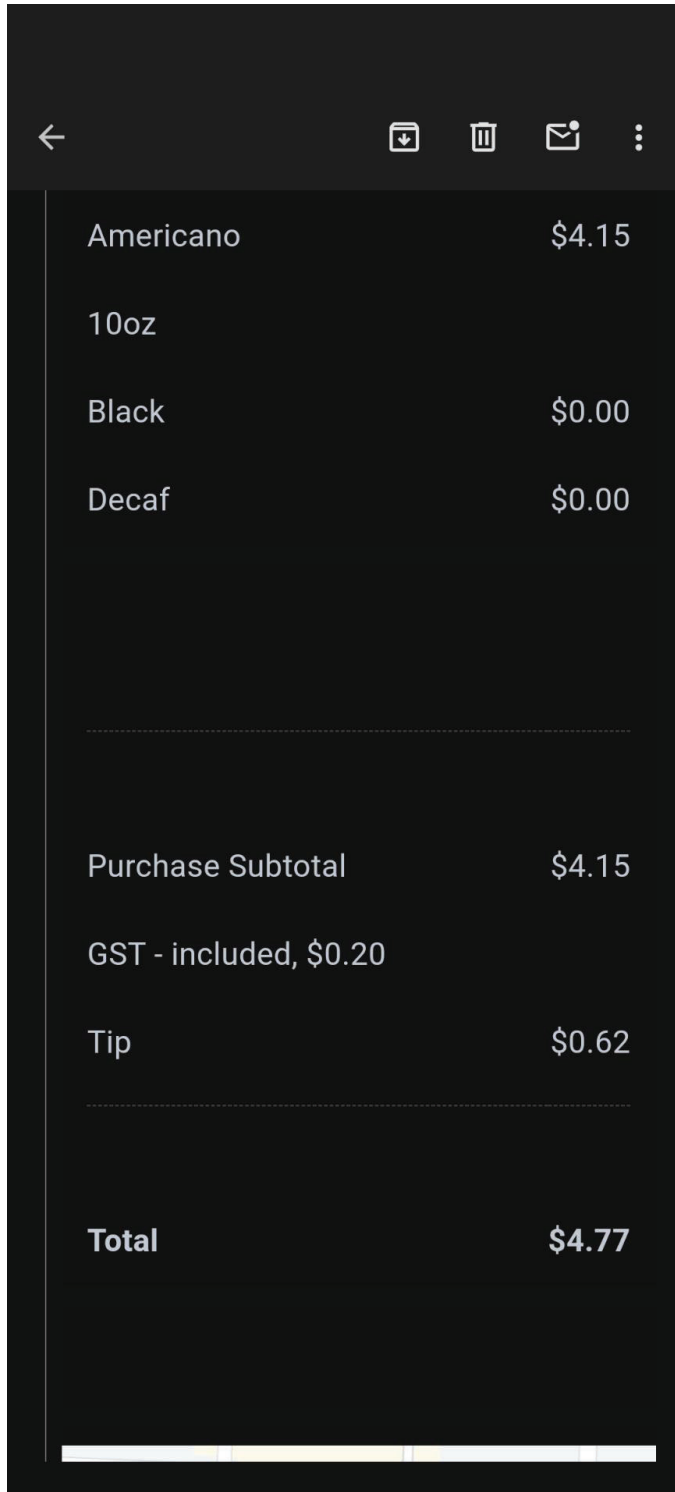 Americano $4.15
10oz
Black $0.00
Decaf $0.00
Purchase Subtotal $4.15
GST - included, $0.20
Tip $0.62
Total $4.77